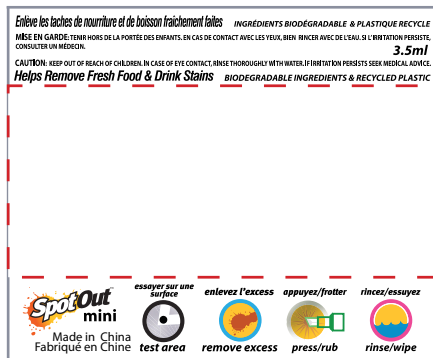 Enlève les taches de nourriture et de boisson fraîchement faites INGRÉDIENTS BIODÉGRADABLE & PLASTIQUE RECYCLE
MISE EN GARDE: TENIR HORS DE LA PORTÉE DES ENFANTS. EN CAS DE CONTACT AVEC LES YEUX, BIEN RINCER AVEC DE L'EAU. SI L'IRRITATION PERSISTE,
CONSULTER UN MÉDECIN.
3.5ml
CAUTION: KEEP OUT OF REACH OF CHILDREN. IN CASE OF EYE CONTACT, RINSE THOROUGHLY WITH WATER. IF IRRITATION PERSISTS SEEK MEDICAL ADVICE.
Helps Remove Fresh Food & Drink Stains BIODEGRADABLE INGREDIENTS & RECYCLED PLASTIC
SpotOut
mini
Made in China
Fabriqué en Chine
essayer sur une
surface
test area
enlevez l'excess
remove excess
appuyez/frotter
press/rub
rincez/essuyez
rinse/wipe